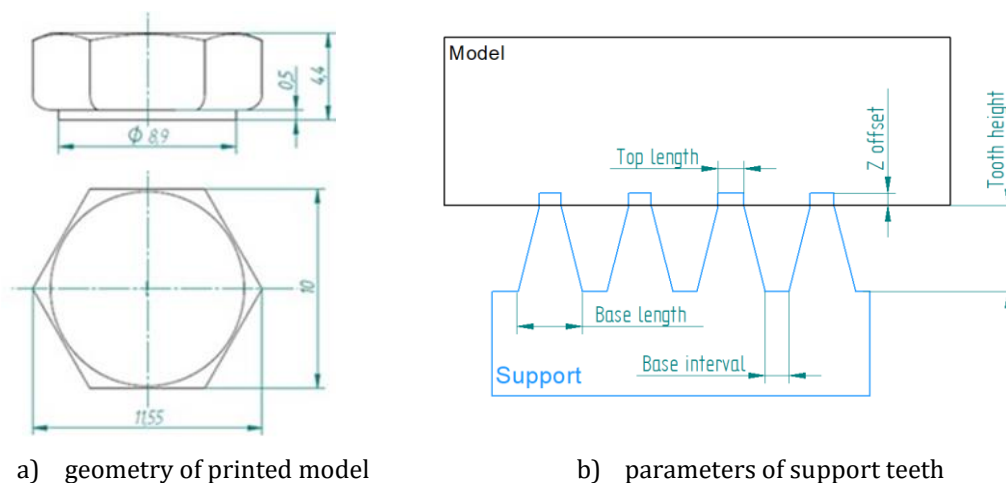 0,5
4,4
Φ 8,9
10
11,55
Model
Top length
Z offset
Tooth height
Base length
Base interval
Support
a) geometry of printed model
b) parameters of support teeth